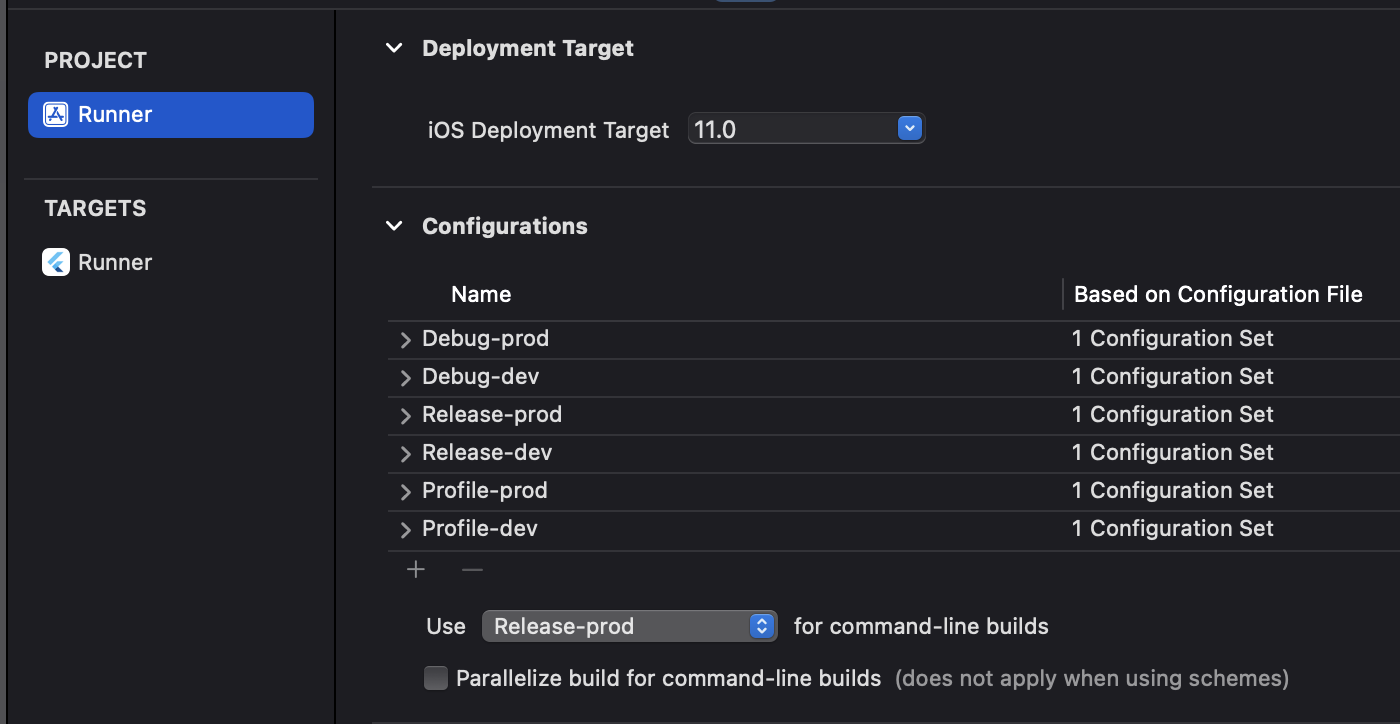 PROJECT
Runner
TARGETS
Runner
Deployment Target
iOS Deployment Target 11.0
Configurations
Name Based on Configuration File
Debug-prod 1 Configuration Set
Debug-dev 1 Configuration Set
Release-prod 1 Configuration Set
Release-dev 1 Configuration Set
Profile-prod 1 Configuration Set
Profile-dev 1 Configuration Set
Use Release-prod for command-line builds
Parallelize build for command-line builds (does not apply when using schemes)